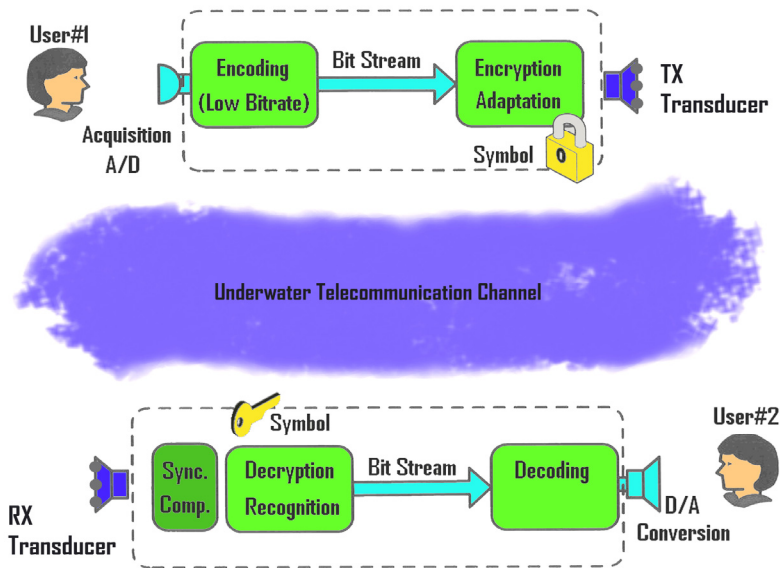 User#1
Encoding
(Low Bitrate)
Bit Stream
Encryption
Adaptation
TX
Transducer
Acquisition
A/D
Symbol
0
Underwater Telecommunication Channel
Symbol
User#2
Sync.
Comp.
Decryption
Recognition
Bit Stream
Decoding
RX
Transducer
D/A
Conversion